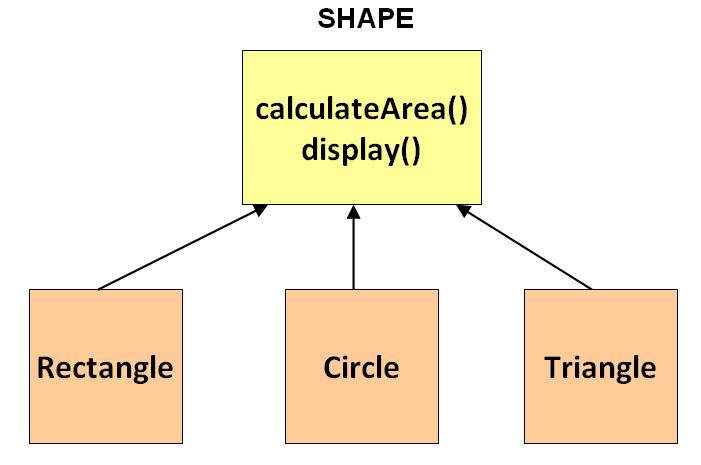 SHAPE
calculateArea()
display()
Rectangle
Circle
Triangle